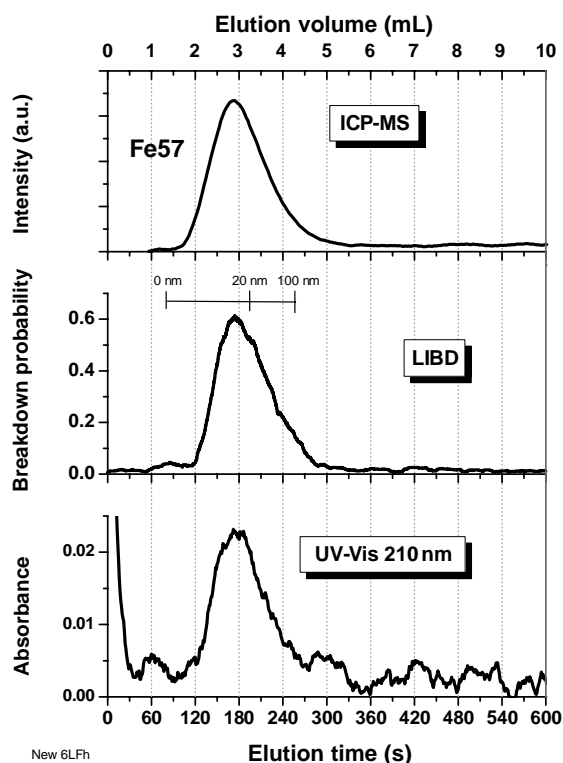 Elution volume (mL)
0 1 2 3 4 5 6 7 8 9 10
Intensity (a.u.)
Fe57
ICP-MS
Breakdown probability
0 nm 20 nm 100 nm
0.6
0.4
0.2
0.0
LIBD
Absorbance
0.02
0.01
0.00
UV-Vis 210 nm
0 60 120 180 240 300 360 420 480 540 600
New 6LFh
Elution time (s)